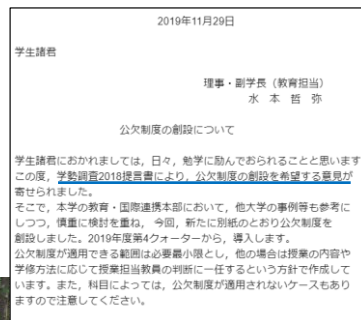 2019年11月29日
学生諸君
理事・副学長（教育担当）
水 本 哲 弥
公欠制度の創設について
学生諸君におかれましては，日々，勉学に励んでおられることと思います
この度，学勢調査2018提言書により，公欠制度の創設を希望する意見が
寄せられました。
そこで，本学の教育・国際連携本部において，他大学の事例等も参考に
しつつ，慎重に検討を重ね， 今回，新たに別紙のとおり公欠制度を
創設しました。2019年度第4クォーターから，導入します。
公欠制度が適用できる範囲は必要最小限とし，他の場合は授業の内容や
学修方法に応じて授業担当教員の判断に一任するという方針で作成して
います。また，科目によっては，公欠制度が適用されないケースもあり
ますので注意してください。